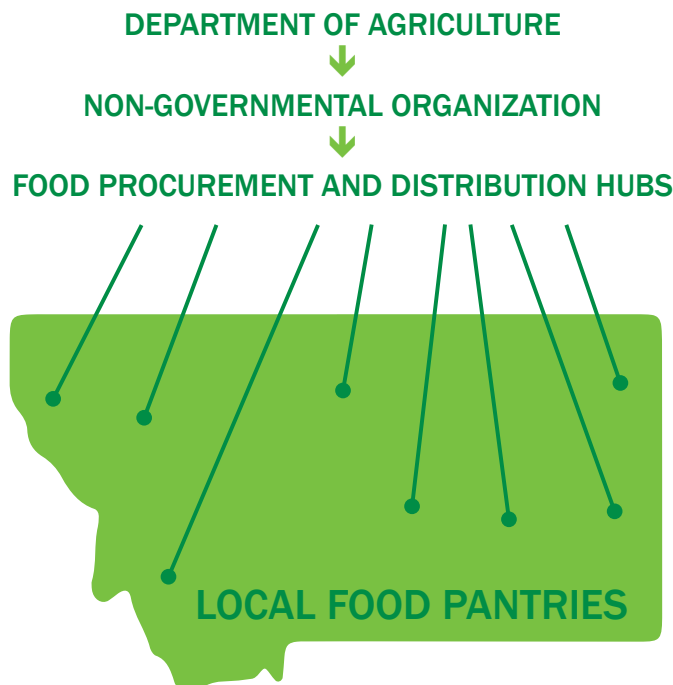 DEPARTMENT OF AGRICULTURE
NON-GOVERNMENTAL ORGANIZATION
FOOD PROCUREMENT AND DISTRIBUTION HUBS
LOCAL FOOD PANTRIES